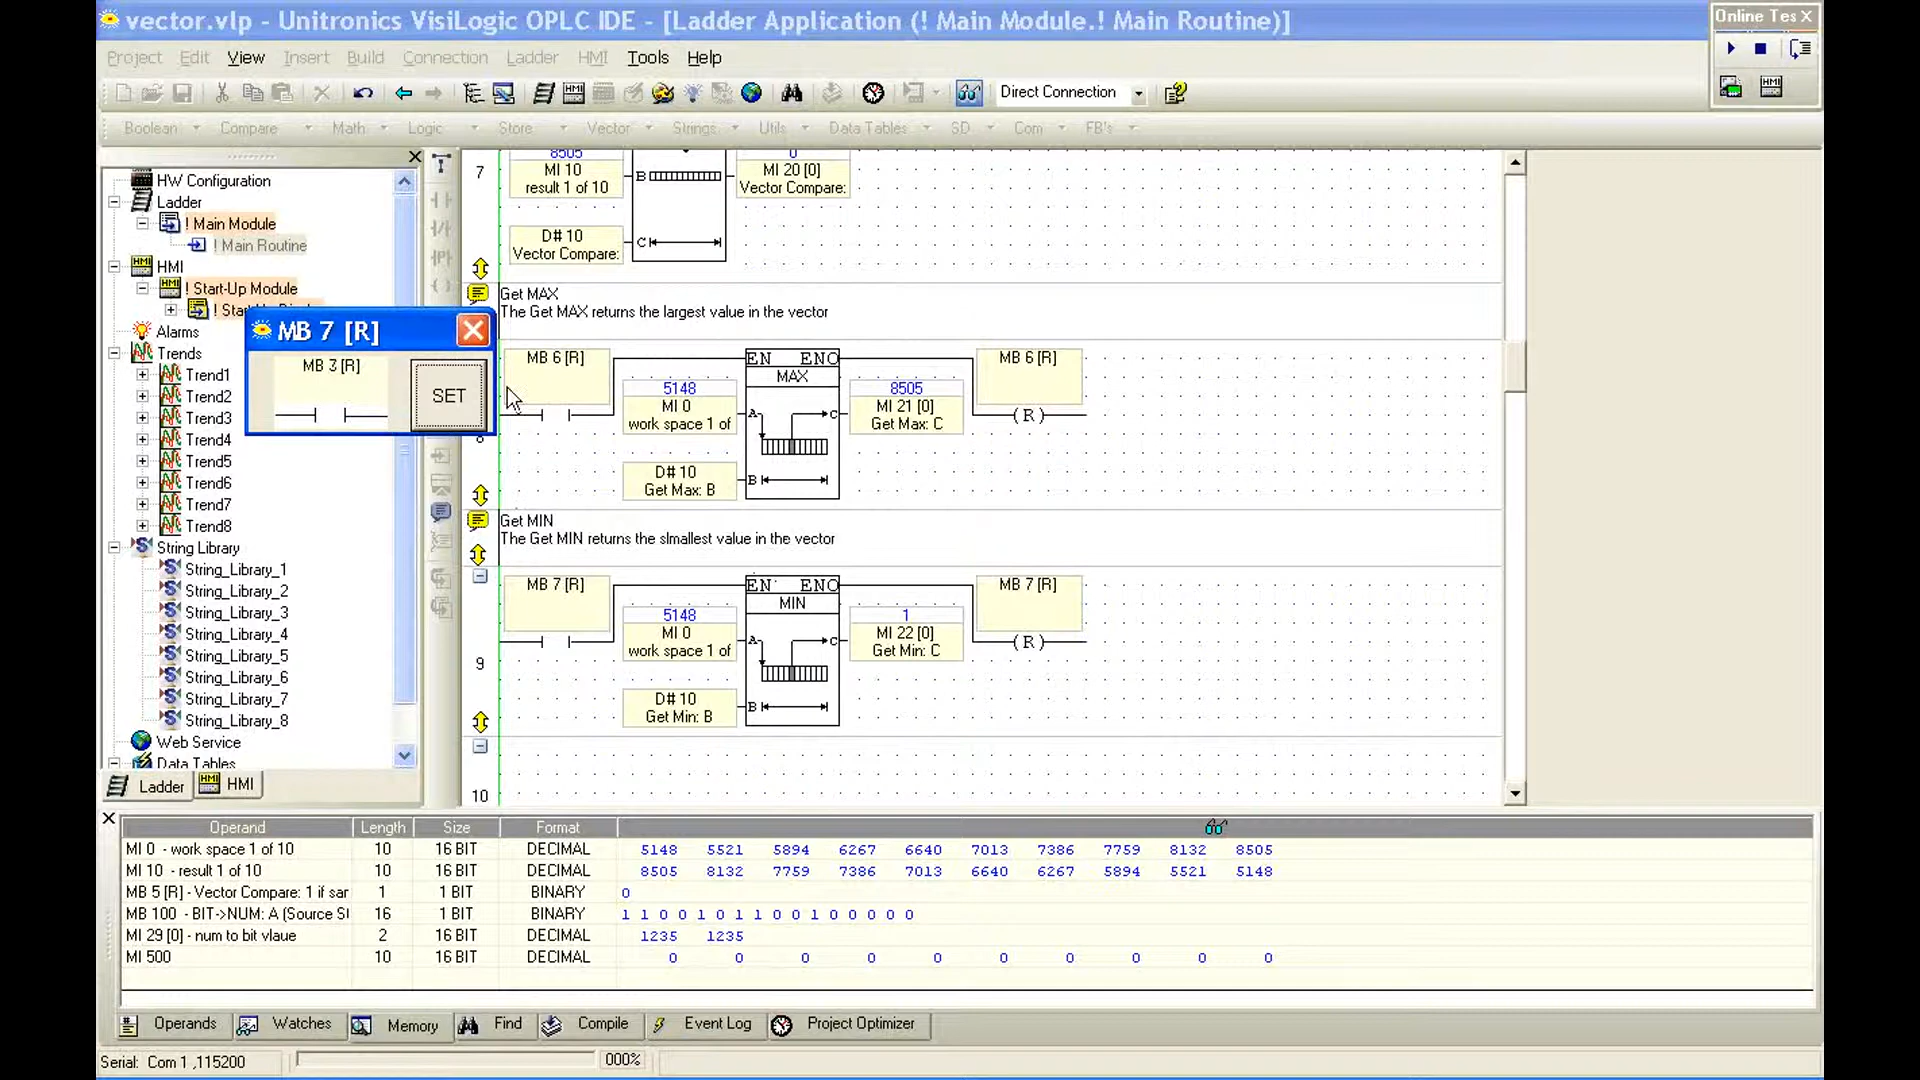 vector.vlp - Unitronics VisiLogic OPLC IDE - [Ladder Application (! Main Module.! Main Routine)]
Online Tes X
Project Edit View Insert Build Connection Ladder HMI Tools Help
HMI Direct Connection HMI
Boolean Compare Math Logic Store Vector Strings Utils Data Tables SD Com FB's
HW Configuration
Ladder
! Main Module
! Main Routine
HMI
! Start-Up Module
Alarms
Trends
Trend1
Trend2
Trend3
Trend4
Trend5
Trend6
Trend7
Trend8
String Library
String_Library_1
String_Library_2
String_Library_3
String_Library_4
String_Library_5
String_Library_6
String_Library_7
String_Library_8
Web Service
Data Tables
Ladder HMI
MB 7 [R]
MB 3 [R]
SET
7
8505
MI 10
result 1 of 10
B
0
MI 20 [0]
Vector Compare:
D# 10
Vector Compare:
C
Get MAX
The Get MAX returns the largest value in the vector
8
MB 6 [R]
EN ENO
MAX
5148
MI 0
work space 1 of
A
C
8505
MI 21 [0]
Get Max: C
MB 6 [R]
(R)
D# 10
Get Max: B
B
Get MIN
The Get MIN returns the slmallest value in the vector
9
MB 7 [R]
EN ENO
MIN
5148
MI 0
work space 1 of
A
C
1
MI 22 [0]
Get Min: C
MB 7 [R]
(R)
D# 10
Get Min: B
B
10
Operand Length Size Format
MI 0 - work space 1 of 10 10 16 BIT DECIMAL 5148 5521 5894 6267 6640 7013 7386 7759 8132 8505
MI 10 - result 1 of 10 10 16 BIT DECIMAL 8505 8132 7759 7386 7013 6640 6267 5894 5521 5148
MB 5 [R] - Vector Compare: 1 if sar 1 1 BIT BINARY 0
MB 100 - BIT->NUM: A (Source St 16 1 BIT BINARY 1 1 0 0 1 0 1 1 0 0 1 0 0 0 0 0
MI 29 [0] - num to bit vlaue 2 16 BIT DECIMAL 1235 1235
MI 500 10 16 BIT DECIMAL 0 0 0 0 0 0 0 0 0 0
Operands Watches Memory Find Compile Event Log Project Optimizer
Serial: Com 1 ,115200 000%